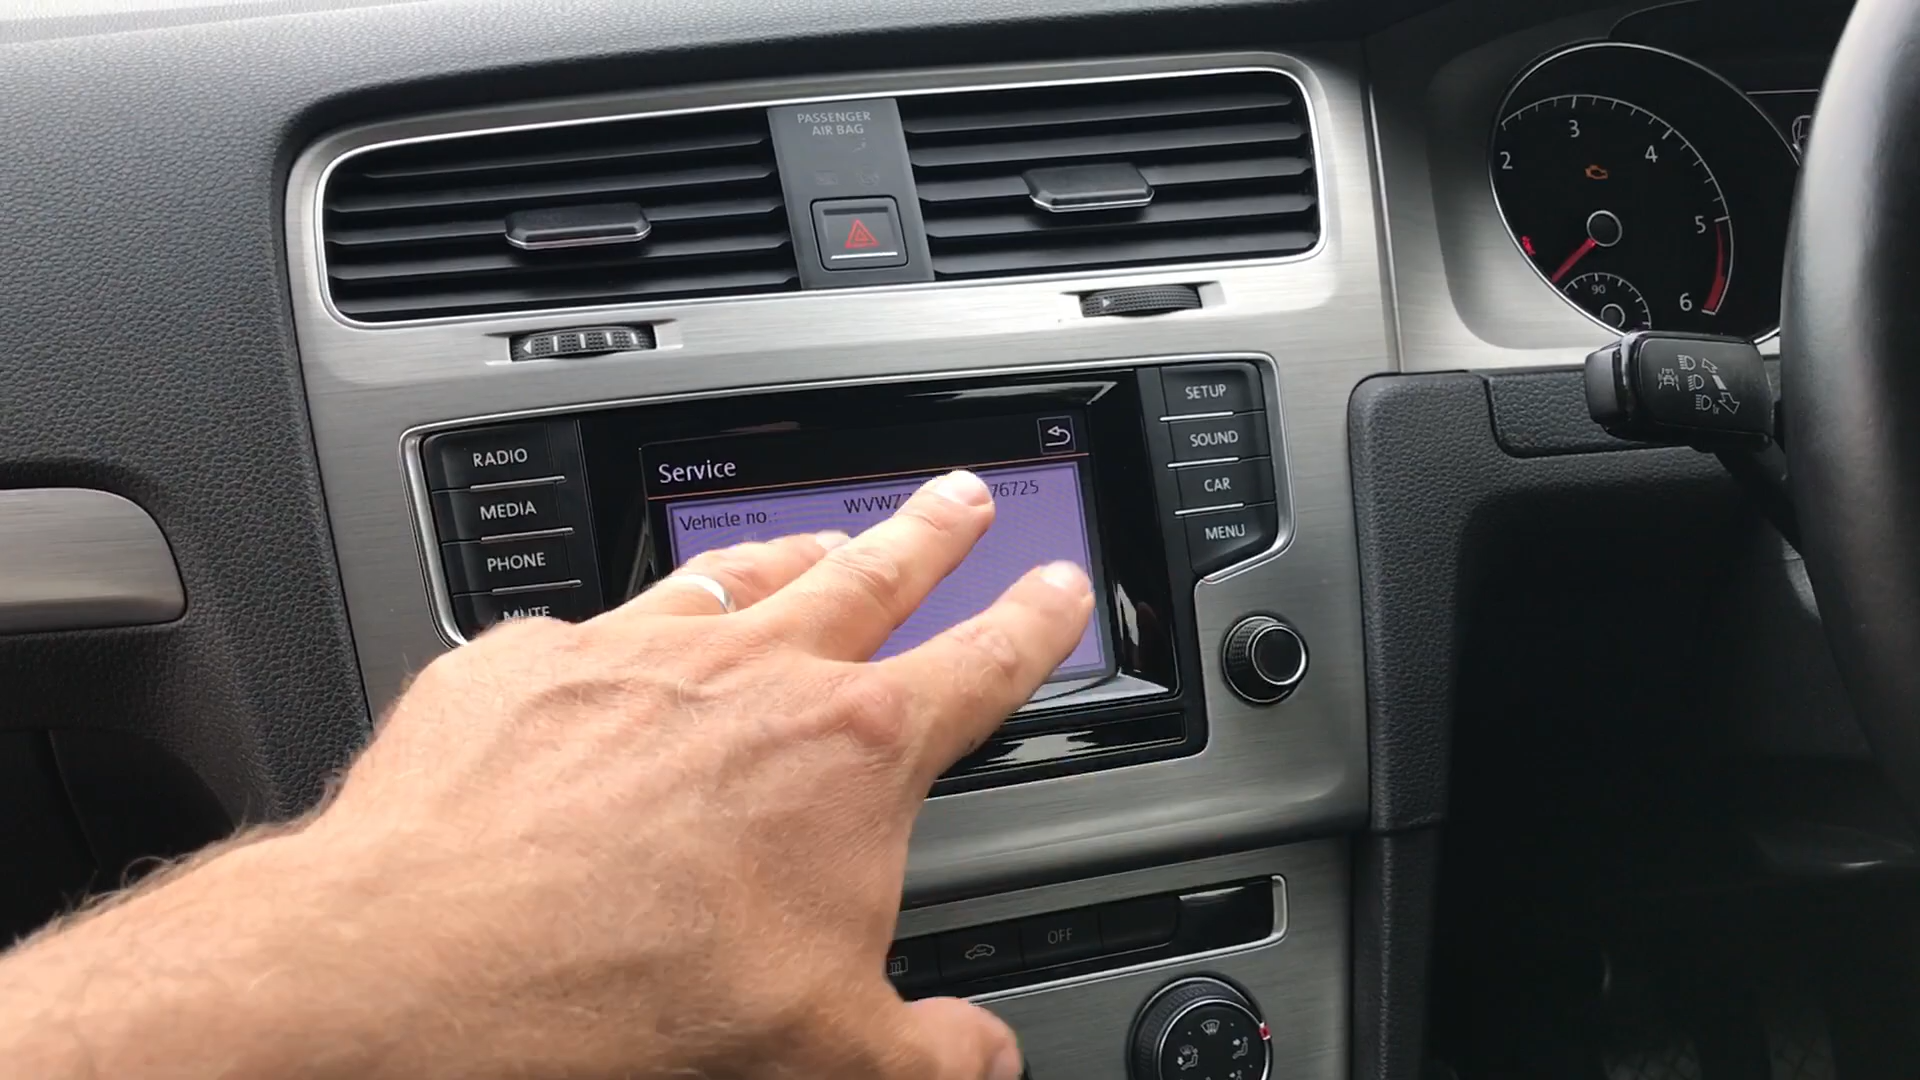 PASSENGER
AIR BAG
RADIO
MEDIA
PHONE
MUTE
Service
Vehicle no.:
76725
SETUP
SOUND
CAR
MENU
OFF
2
3
4
5
6
90